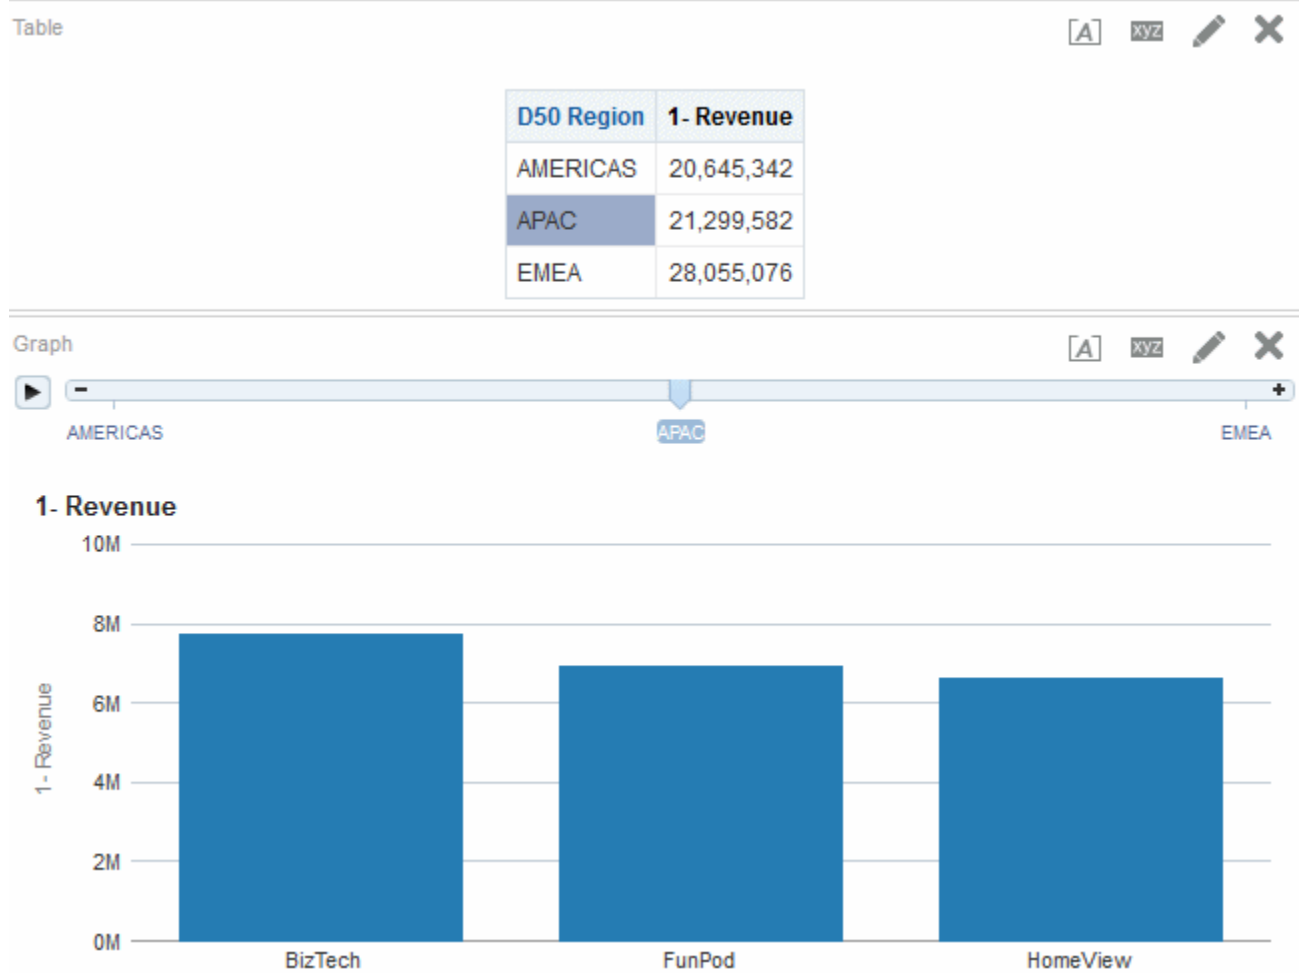 Table
[A] xyz
D50 Region 1- Revenue
AMERICAS 20,645,342
APAC 21,299,582
EMEA 28,055,076
Graph
[A] xyz
- +
AMERICAS APAC EMEA
1- Revenue
10M
8M
6M
4M
2M
0M
1- Revenue
BizTech FunPod HomeView